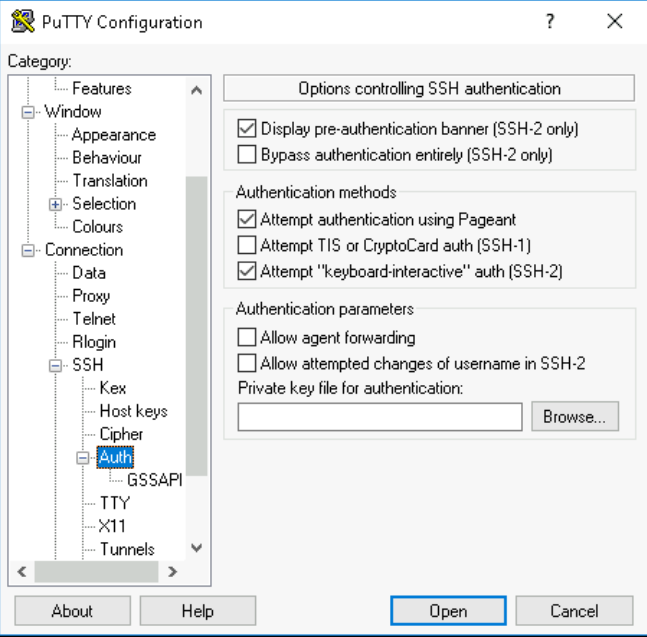 PuTTY Configuration
Category:
Features
Window
Appearance
Behaviour
Translation
Selection
Colours
Connection
Data
Proxy
Telnet
Rlogin
SSH
Kex
Host keys
Cipher
Auth
GSSAPI
TTY
X11
Tunnels
Options controlling SSH authentication
Display pre-authentication banner (SSH-2 only)
Bypass authentication entirely (SSH-2 only)
Authentication methods
Attempt authentication using Pageant
Attempt TIS or CryptoCard auth (SSH-1)
Attempt "keyboard-interactive" auth (SSH-2)
Authentication parameters
Allow agent forwarding
Allow attempted changes of username in SSH-2
Private key file for authentication:
Browse...
About
Help
Open
Cancel